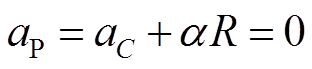 a_P = a_C + αR = 0